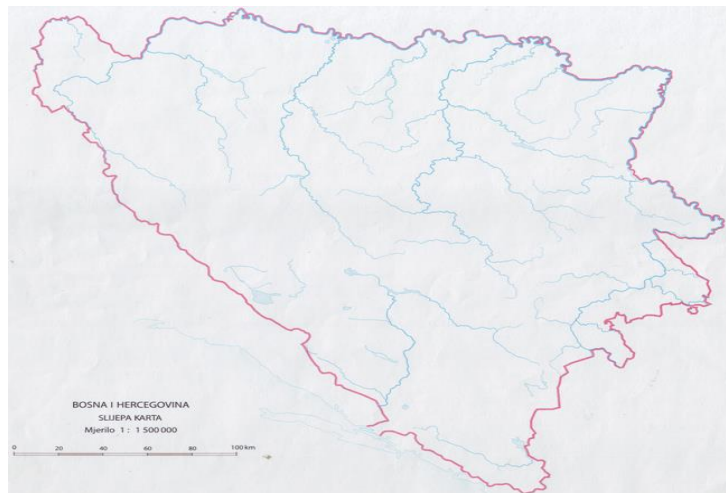 BOSNA I HERCEGOVINA
SLIJEPA KARTA
Mjerilo 1 : 1 500 000
0 20 40 60 80 100 km